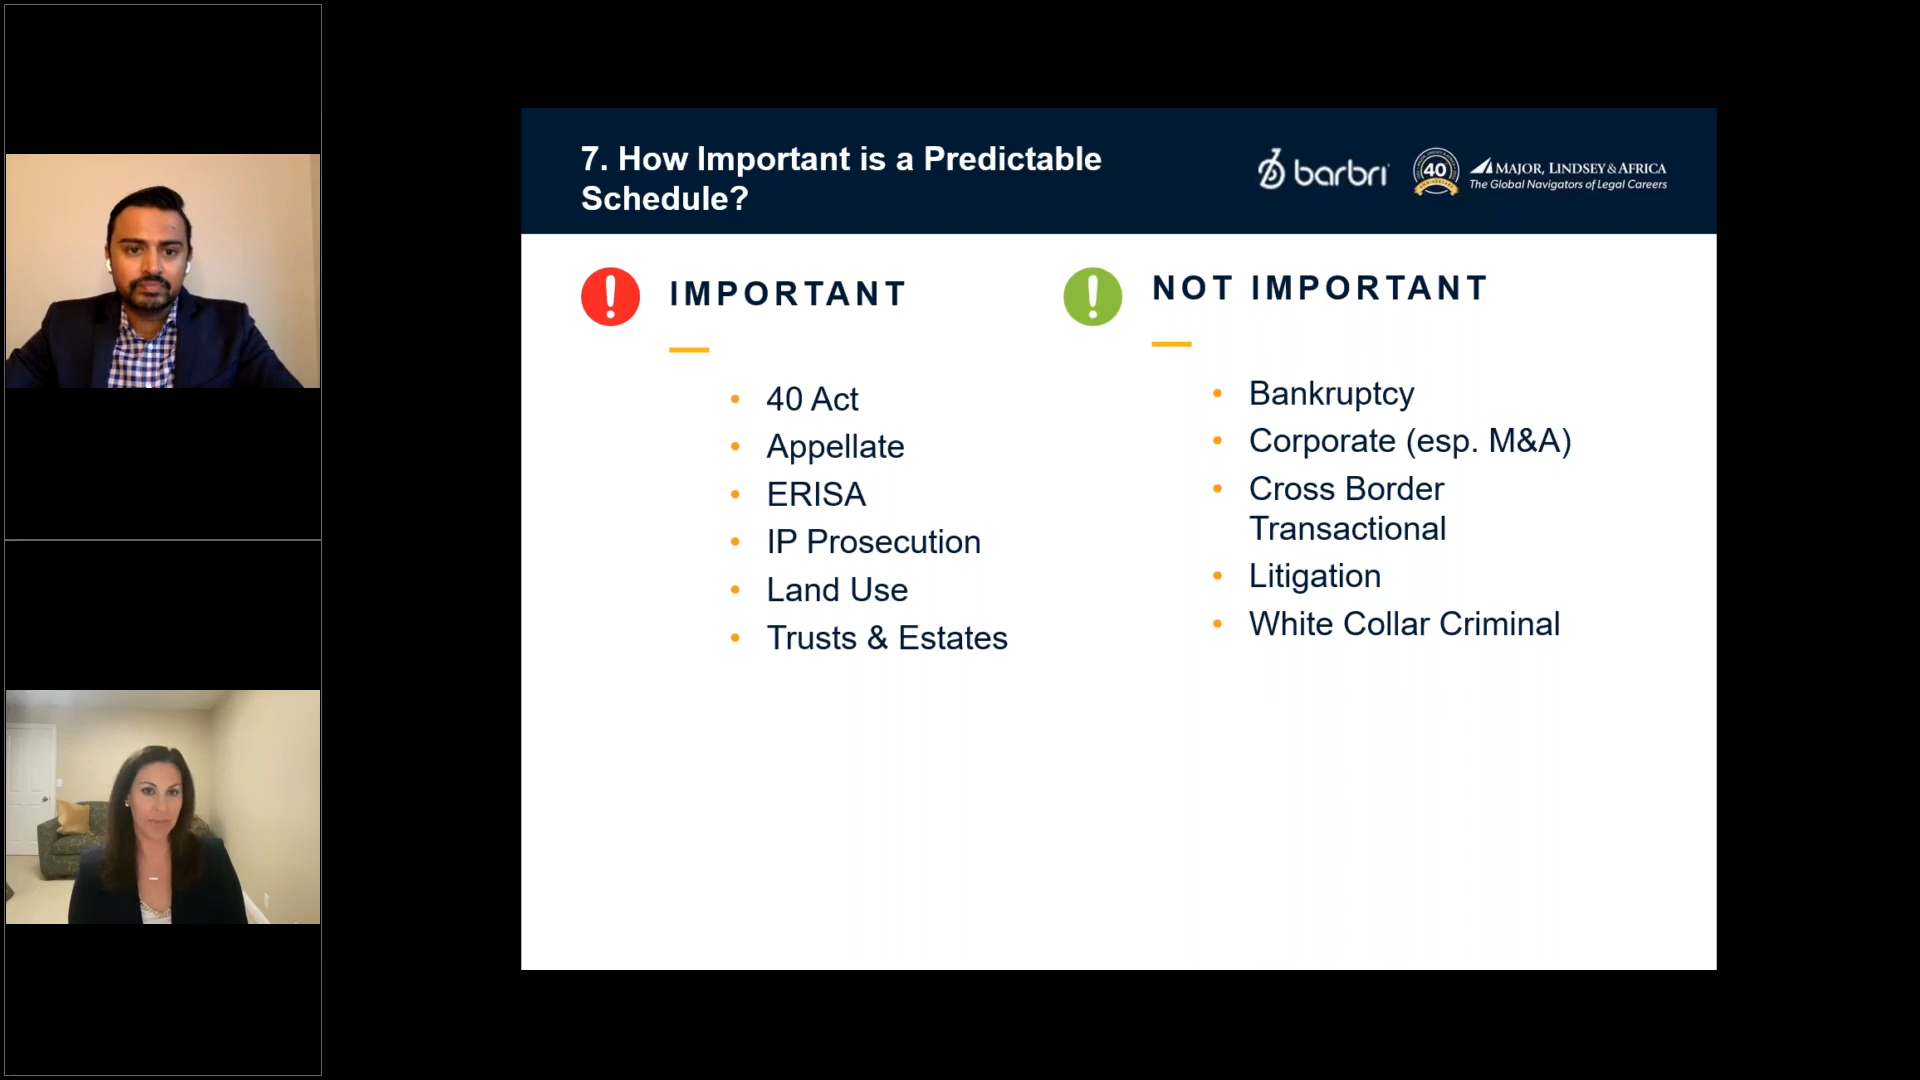 7. How Important is a Predictable
Schedule?
barbri
40
MAJOR, LINDSEY & AFRICA
The Global Navigators of Legal Careers
IMPORTANT
• 40 Act
• Appellate
• ERISA
• IP Prosecution
• Land Use
• Trusts & Estates
NOT IMPORTANT
• Bankruptcy
• Corporate (esp. M&A)
• Cross Border
Transactional
• Litigation
• White Collar Criminal